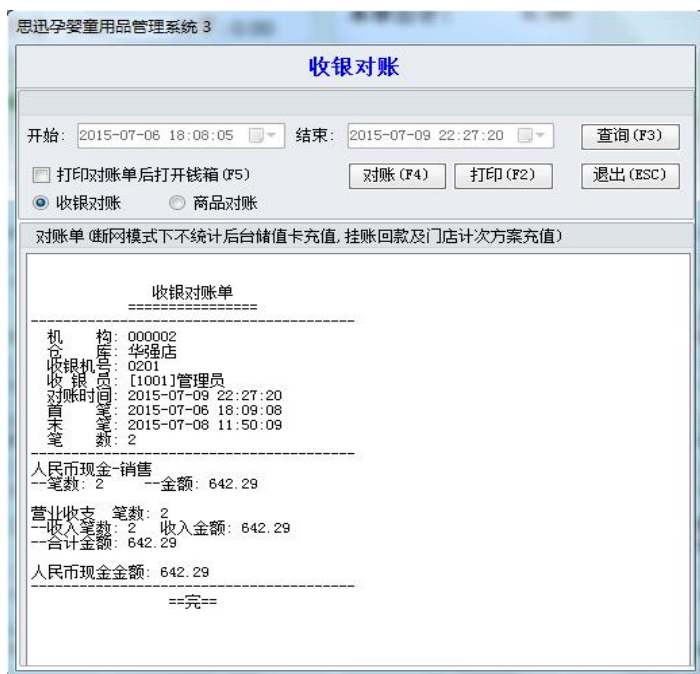 思迅孕婴童用品管理系统 3
收银对账
开始: 2015-07-06 18:08:05 结束: 2015-07-09 22:27:20 查询(F3)
打印对账单后打开钱箱(F5) 对账(F4) 打印(F2) 退出(ESC)
收银对账 商品对账
对账单(断网模式下不统计后台储值卡充值,挂账回款及门店计次方案充值)
收银对账单
================
机 构: 000002
仓 库: 华强店
收银机号: 0201
收 银 员: [1001]管理员
对账时间: 2015-07-09 22:27:20
首 笔: 2015-07-06 18:09:08
末 笔: 2015-07-08 11:50:09
笔 数: 2
人民币现金-销售
--笔数: 2 --金额: 642.29
营业收支 笔数: 2
--收入笔数: 2 收入金额: 642.29
--合计金额: 642.29
人民币现金金额: 642.29
==完==